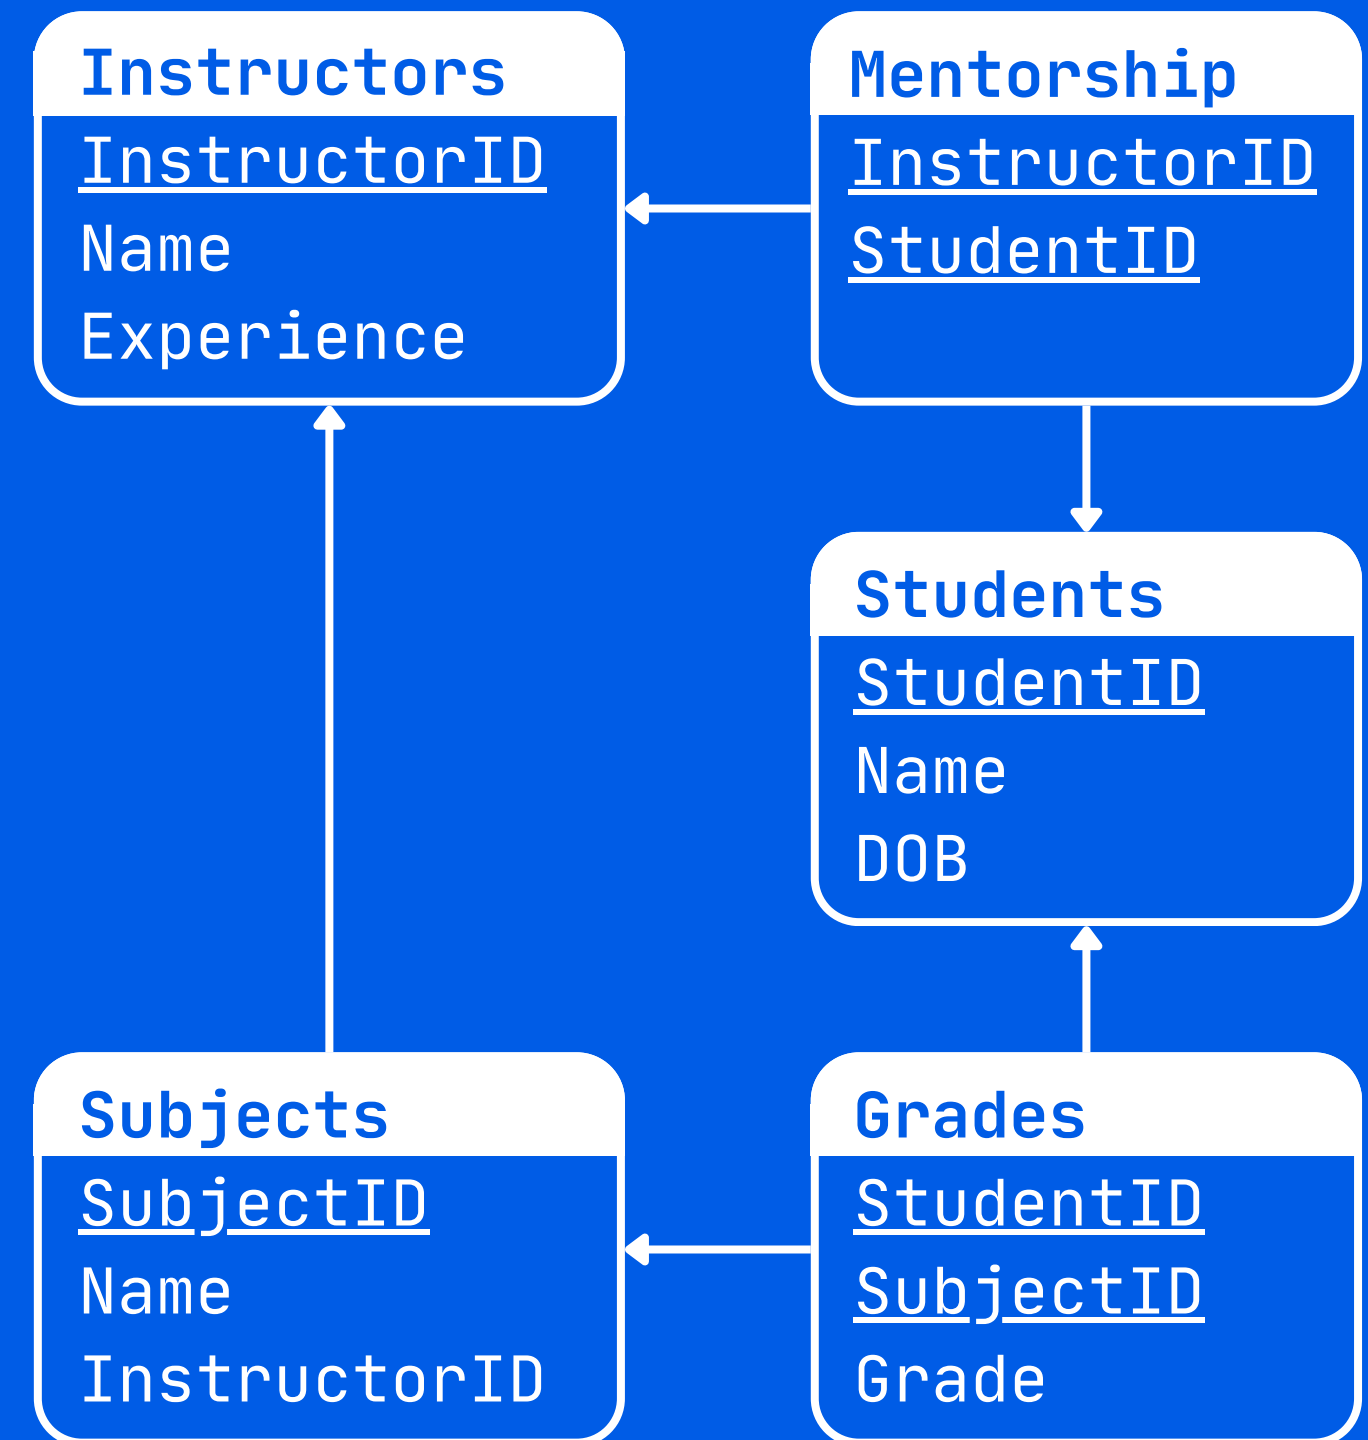 Instructors
InstructorID
Name
Experience
Mentorship
InstructorID
StudentID
Students
StudentID
Name
DOB
Subjects
SubjectID
Name
InstructorID
Grades
StudentID
SubjectID
Grade